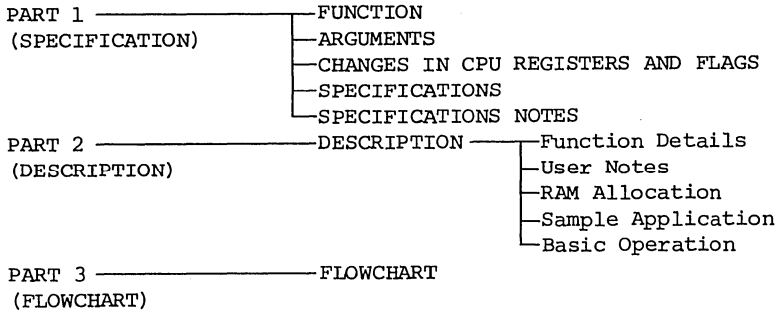 PART 1 FUNCTION
(SPECIFICATION) ARGUMENTS
CHANGES IN CPU REGISTERS AND FLAGS
SPECIFICATIONS
SPECIFICATIONS NOTES
PART 2 DESCRIPTION Function Details
(DESCRIPTION) User Notes
RAM Allocation
Sample Application
Basic Operation
PART 3 FLOWCHART
(FLOWCHART)